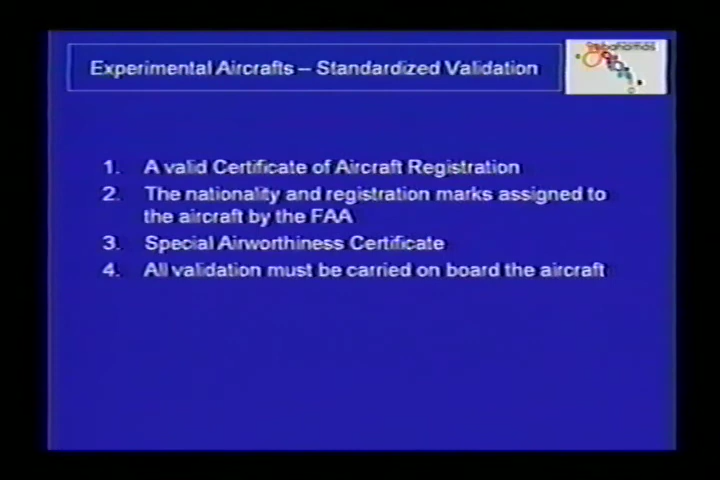 Experimental Aircrafts – Standardized Validation
bahamas
1. A valid Certificate of Aircraft Registration
2. The nationality and registration marks assigned to
the aircraft by the FAA
3. Special Airworthiness Certificate
4. All validation must be carried on board the aircraft